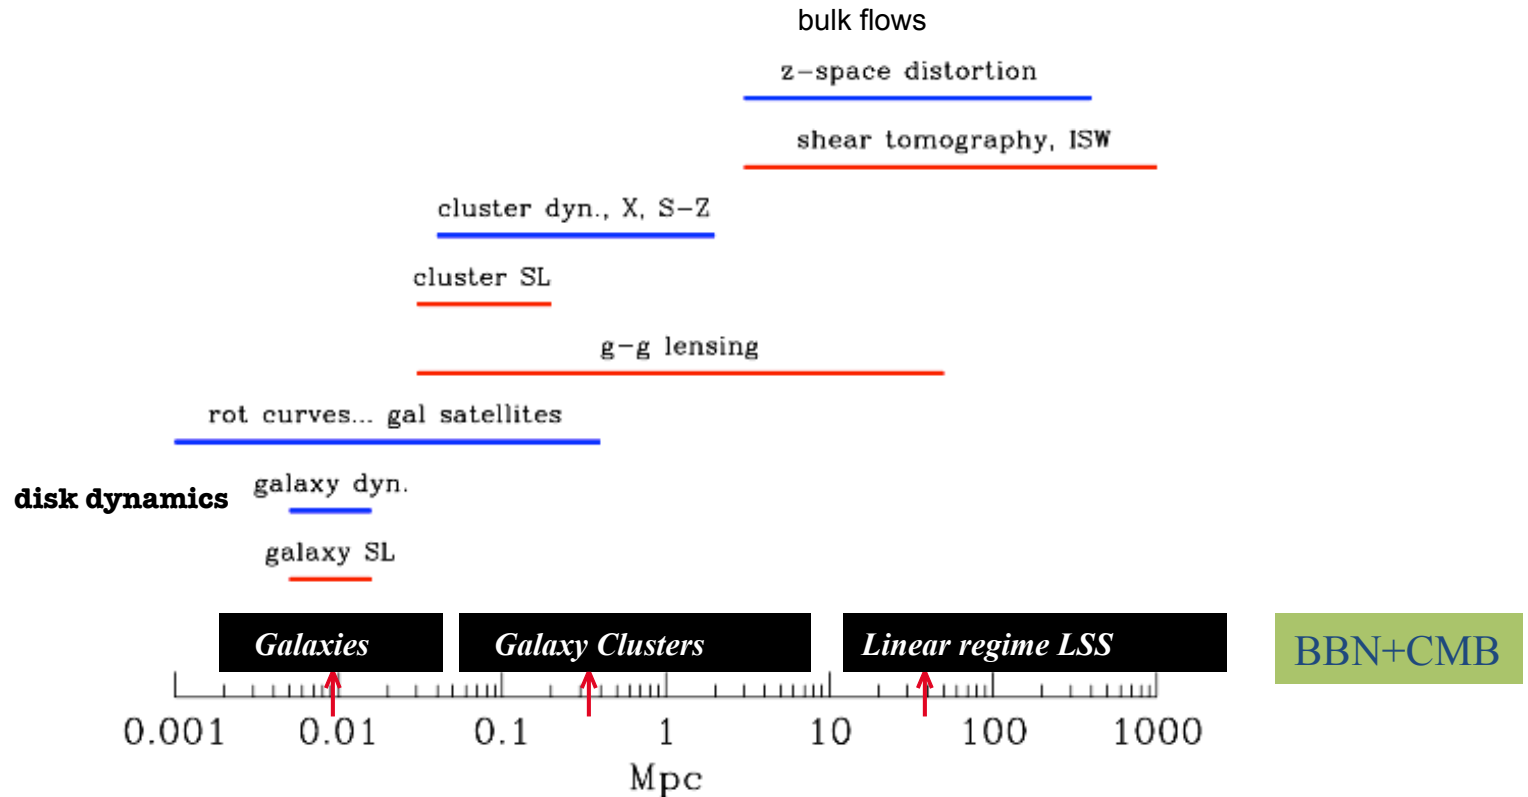 bulk flows
z-space distortion
shear tomography, ISW
cluster dyn., X, S-Z
cluster SL
g-g lensing
rot curves... gal satellites
disk dynamics
galaxy dyn.
galaxy SL
Galaxies
Galaxy Clusters
Linear regime LSS
BBN+CMB
0.001 0.01 0.1 1 10 100 1000
Mpc